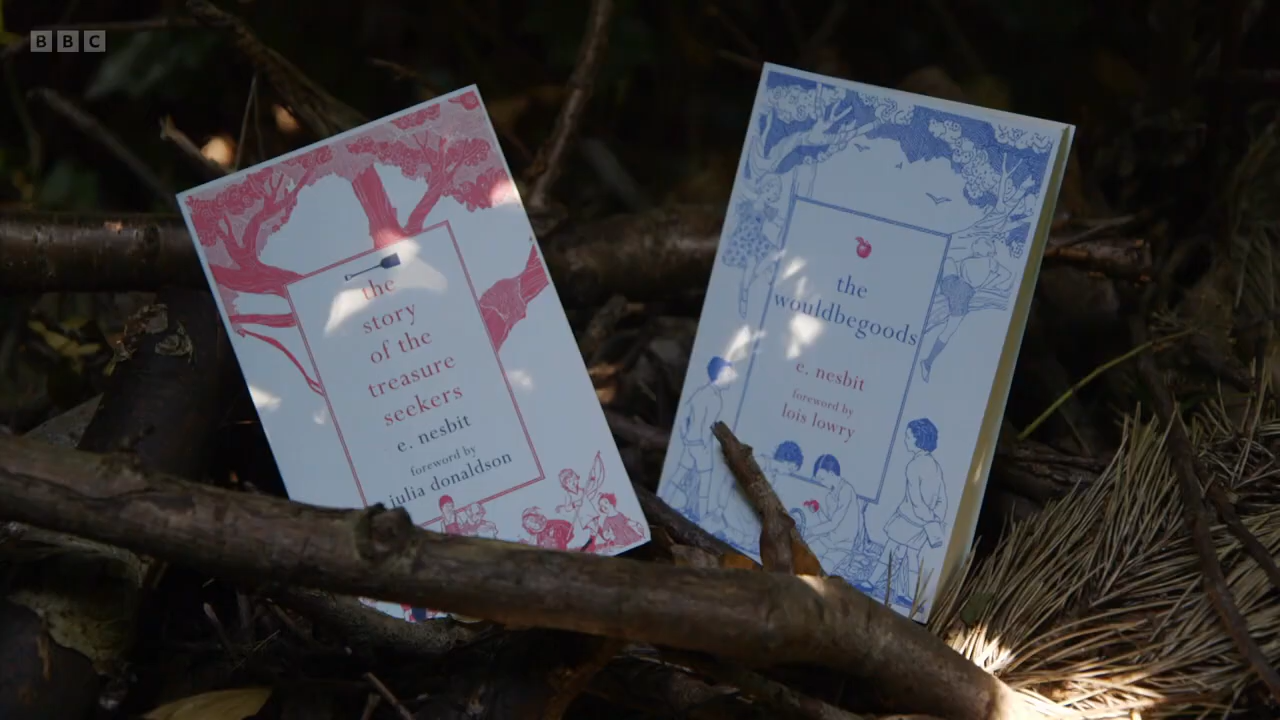 BBC
the
story
of the
treasure
seekers
e. nesbit
foreword by
julia donaldson
the
wouldbegoods
e. nesbit
foreword by
lois lowry